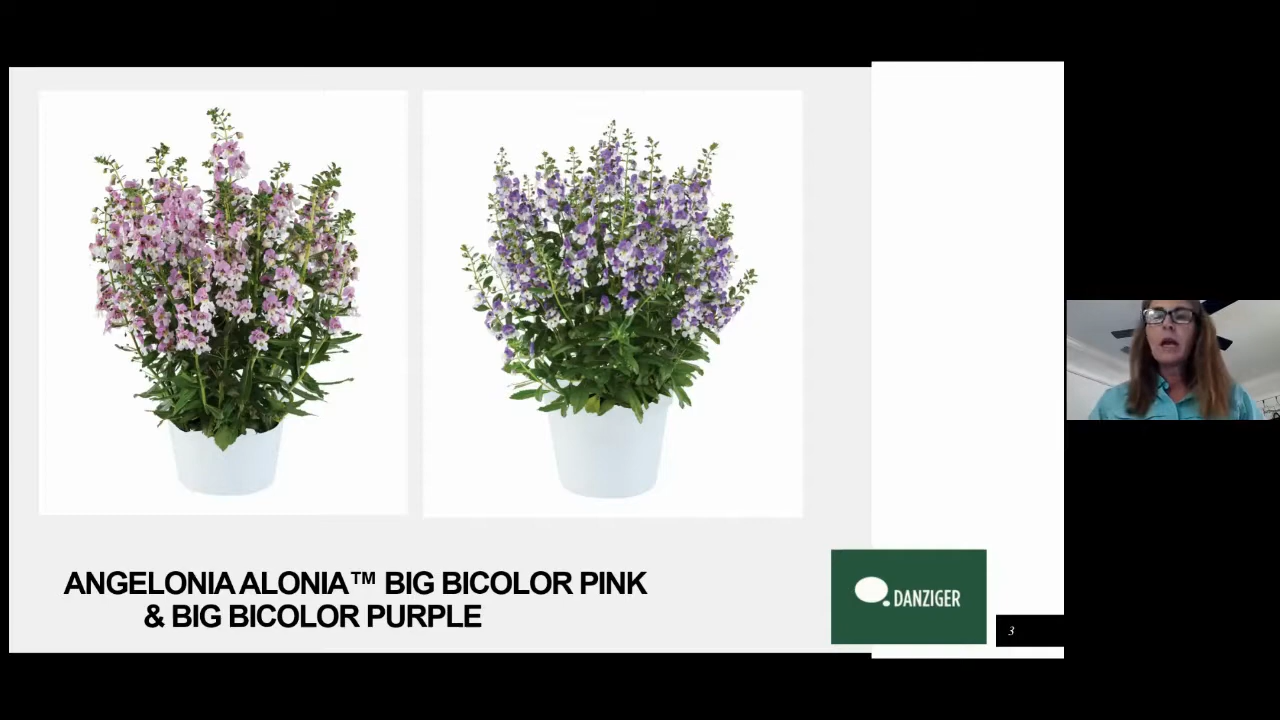 ANGELONIA ALONIA™ BIG BICOLOR PINK
& BIG BICOLOR PURPLE
DANZIGER
3